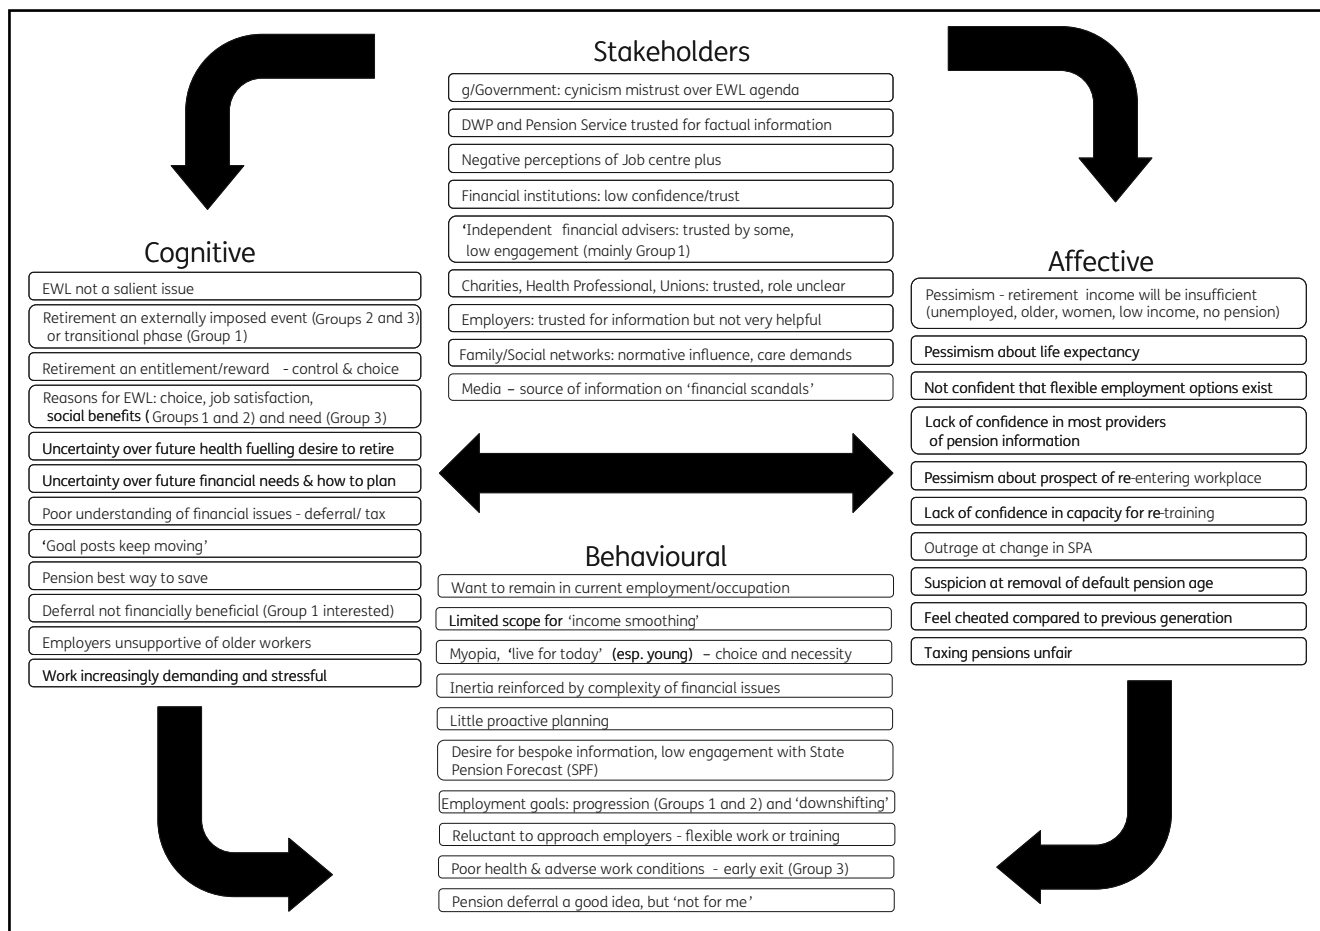 Stakeholders
g/Government: cynicism mistrust over EWL agenda
DWP and Pension Service trusted for factual information
Negative perceptions of Job centre plus
Financial institutions: low confidence/trust
‘Independent financial advisers: trusted by some,
low engagement (mainly Group 1)
Charities, Health Professional, Unions: trusted, role unclear
Employers: trusted for information but not very helpful
Family/Social networks: normative influence, care demands
Media – source of information on ‘financial scandals’
Cognitive
EWL not a salient issue
Retirement an externally imposed event (Groups 2 and 3)
or transitional phase (Group 1)
Retirement an entitlement/reward - control & choice
Reasons for EWL: choice, job satisfaction,
social benefits ( Groups 1 and 2) and need (Group 3)
Uncertainty over future health fuelling desire to retire
Uncertainty over future financial needs & how to plan
Poor understanding of financial issues - deferral/ tax
‘Goal posts keep moving’
Pension best way to save
Deferral not financially beneficial (Group 1 interested)
Employers unsupportive of older workers
Work increasingly demanding and stressful
Affective
Pessimism - retirement income will be insufficient
(unemployed, older, women, low income, no pension)
Pessimism about life expectancy
Not confident that flexible employment options exist
Lack of confidence in most providers
of pension information
Pessimism about prospect of re-entering workplace
Lack of confidence in capacity for re-training
Outrage at change in SPA
Suspicion at removal of default pension age
Feel cheated compared to previous generation
Taxing pensions unfair
Behavioural
Want to remain in current employment/occupation
Limited scope for ‘income smoothing’
Myopia, ‘live for today’ (esp. young) – choice and necessity
Inertia reinforced by complexity of financial issues
Little proactive planning
Desire for bespoke information, low engagement with State
Pension Forecast (SPF)
Employment goals: progression (Groups 1 and 2) and ‘downshifting’
Reluctant to approach employers - flexible work or training
Poor health & adverse work conditions - early exit (Group 3)
Pension deferral a good idea, but ‘not for me’